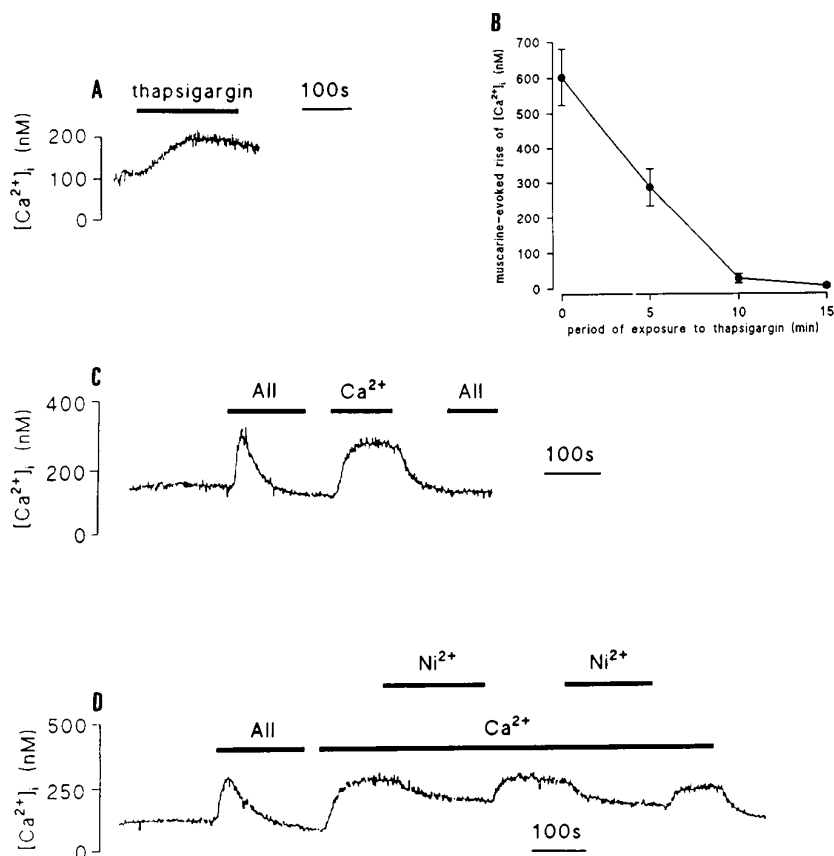 A
thapsigargin
100s
[Ca²⁺]ᵢ (nM)
200
100
0
B
muscarine-evoked rise of [Ca²⁺]ᵢ (nM)
700
600
500
400
300
200
100
0
0 5 10 15
period of exposure to thapsigargin (min)
C
AII Ca²⁺ AII
[Ca²⁺]ᵢ (nM)
400
200
0
100s
Ni²⁺ Ni²⁺
D
AII Ca²⁺
[Ca²⁺]ᵢ (nM)
500
250
0
100s